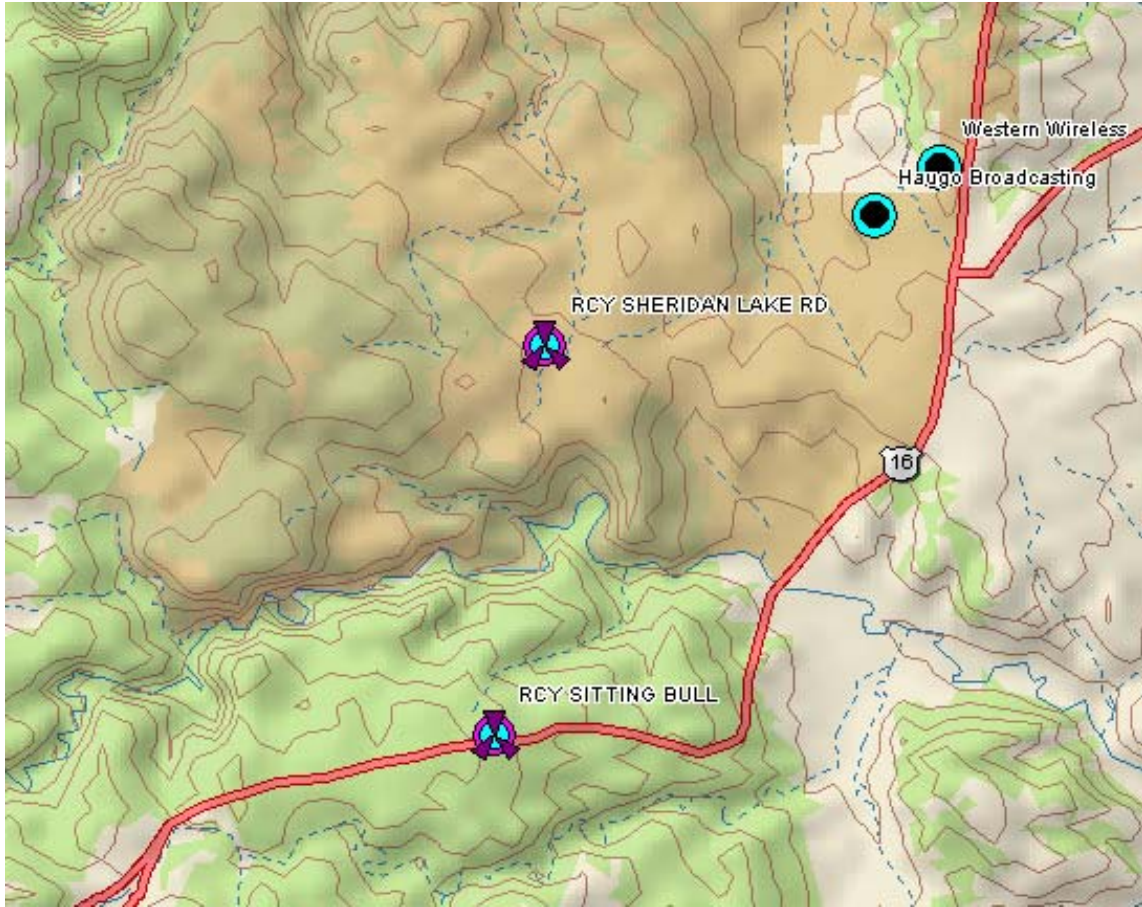 Western Wireless
Haugo Broadcasting
RCY SHERIDAN LAKE RD
16
RCY SITTING BULL